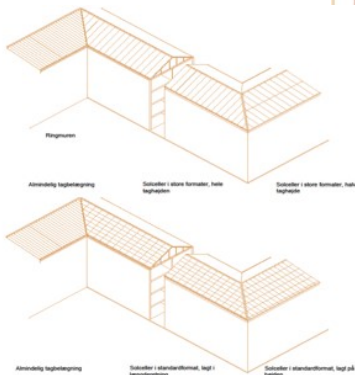 Ringmuren
Almindelig tagbelægning
Solceller i store formater, hele
taghøjden
Solceller i store formater, halv
taghøjde
Almindelig tagbelægning
Solceller i standardformat, lagt i
Solceller i standardformat, lagt på